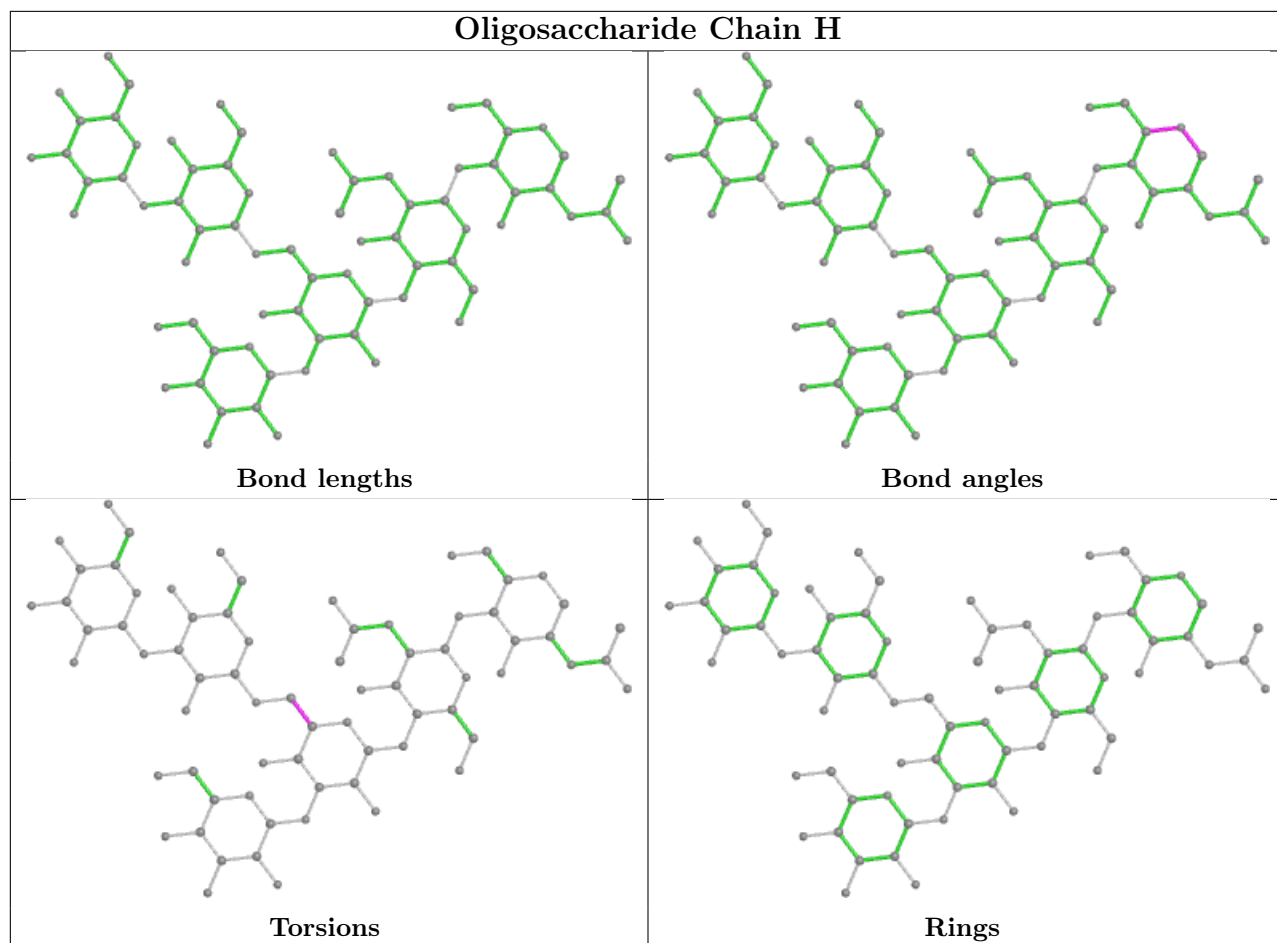 Oligosaccharide Chain H
Bond lengths
Bond angles
Torsions
Rings